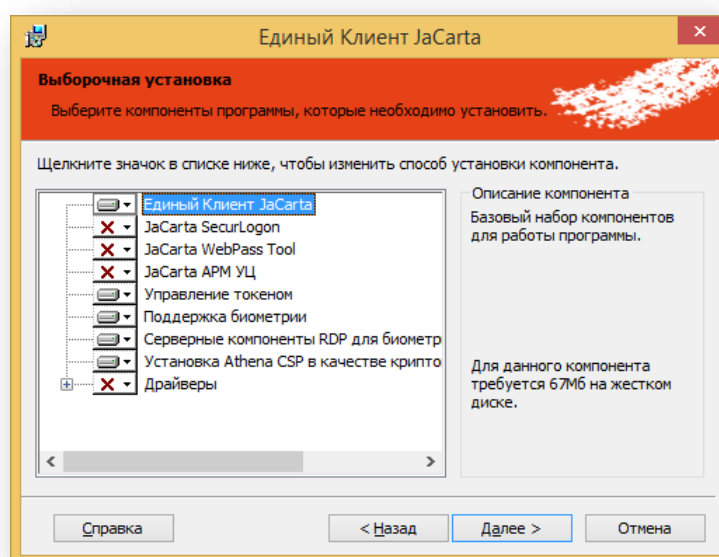 Единый Клиент JaCarta
Выборочная установка
Выберите компоненты программы, которые необходимо установить.
Щелкните значок в списке ниже, чтобы изменить способ установки компонента.
Единый Клиент JaCarta
JaCarta SecurLogon
JaCarta WebPass Tool
JaCarta АРМ УЦ
Управление токеном
Поддержка биометрии
Серверные компоненты RDP для биометр
Установка Athena CSP в качестве крипто
Драйверы
Описание компонента
Базовый набор компонентов
для работы программы.
Для данного компонента
требуется 67Мб на жестком
диске.
Справка
< Назад
Далее >
Отмена